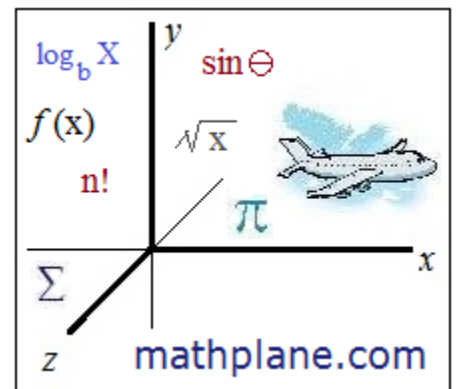 y
log_b X
sin θ
f(x)
√x
n!
π
x
Σ
z
mathplane.com